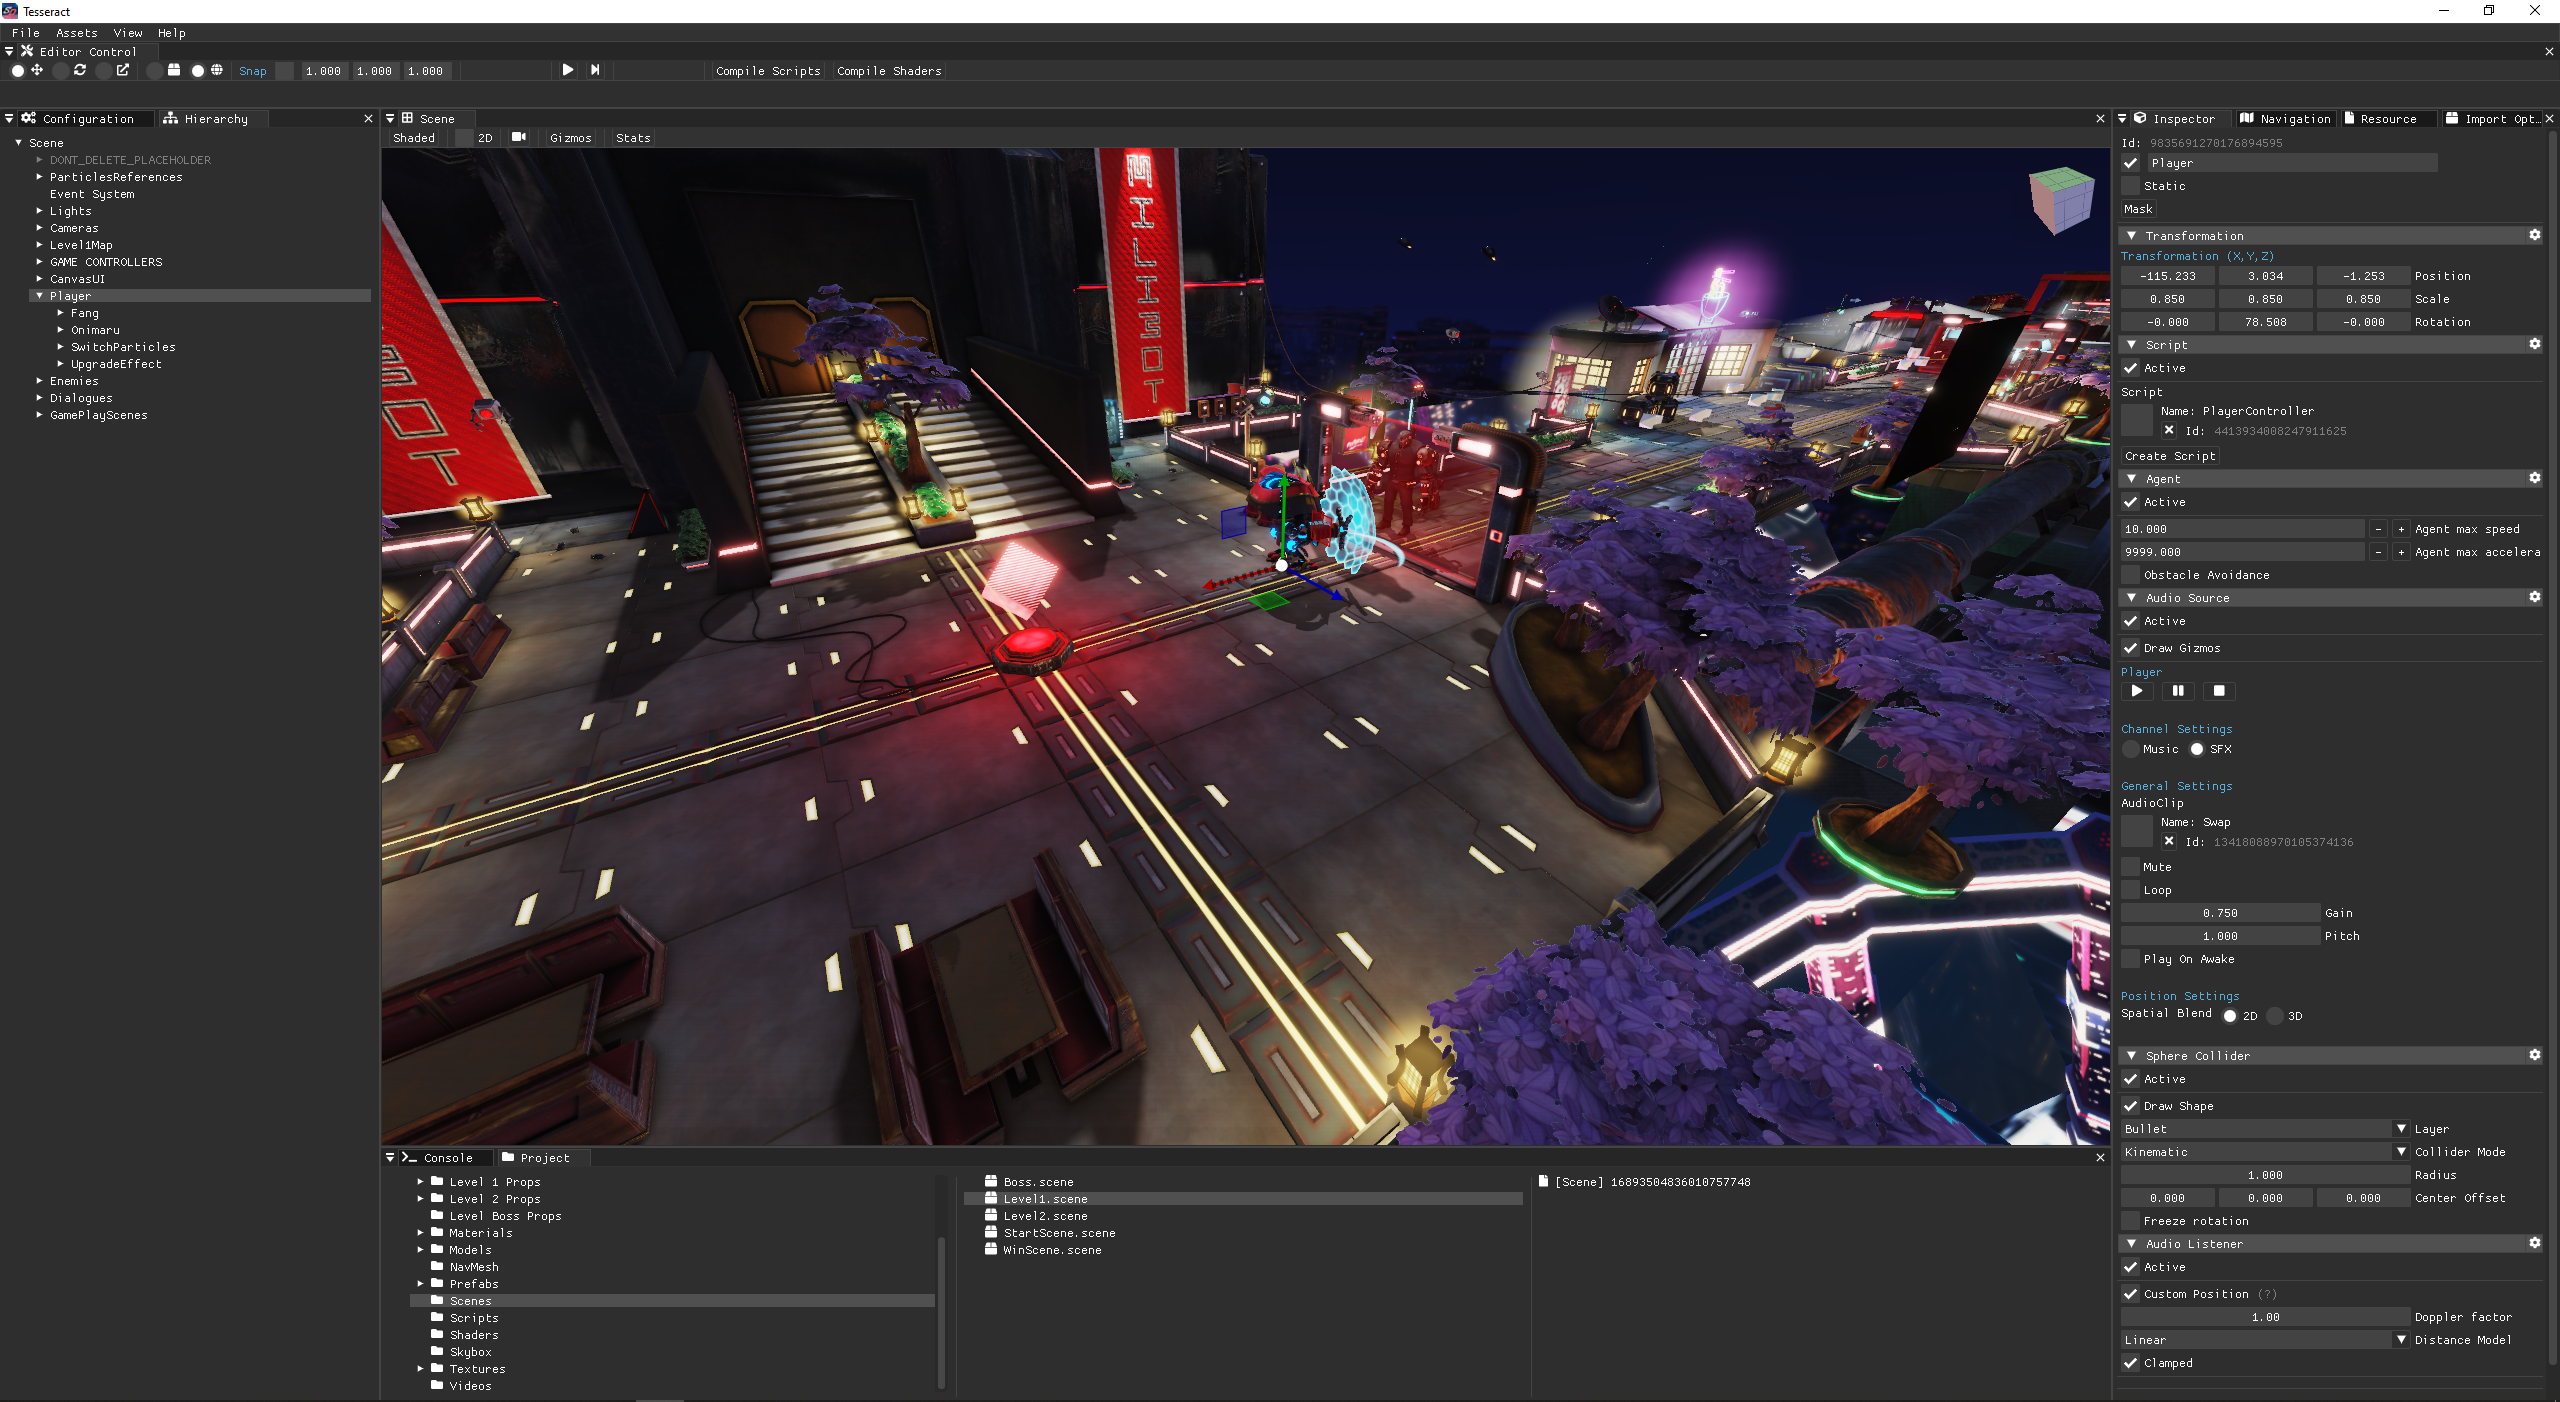 Tesseract
File Assets View Help
Editor Control
Snap 1.000 1.000 1.000 Compile Scripts Compile Shaders
Configuration Hierarchy
Scene
DONT_DELETE_PLACEHOLDER
ParticlesReferences
Event System
Lights
Cameras
Level1Map
GAME CONTROLLERS
CanvasUI
Player
Fang
Onimaru
SwitchParticles
UpgradeEffect
Enemies
Dialogues
GamePlayScenes
Scene
Shaded 2D Gizmos Stats
MILIBOT
BOT
Console Project
Level 1 Props
Level 2 Props
Level Boss Props
Materials
Models
NavMesh
Prefabs
Scenes
Scripts
Shaders
Skybox
Textures
Videos
Boss.scene
Level1.scene
Level2.scene
StartScene.scene
WinScene.scene
[Scene] 16893504836010757748
Inspector Navigation Resource Import Opt…
Id: 9835691270176894595
Player
Static
Mask
Transformation
Transformation (X,Y,Z)
-115.233 3.034 -1.253 Position
0.850 0.850 0.850 Scale
-0.000 78.508 -0.000 Rotation
Script
Active
Script
Name: PlayerController
Id: 4413934008247911625
Create Script
Agent
Active
10.000 - + Agent max speed
9999.000 - + Agent max accelera
Obstacle Avoidance
Audio Source
Active
Draw Gizmos
Player
Channel Settings
Music SFX
General Settings
AudioClip
Name: Swap
Id: 13418088970105374136
Mute
Loop
0.750 Gain
1.000 Pitch
Play On Awake
Position Settings
Spatial Blend 2D 3D
Sphere Collider
Active
Draw Shape
Bullet Layer
Kinematic Collider Mode
1.000 Radius
0.000 0.000 0.000 Center Offset
Freeze rotation
Audio Listener
Active
Custom Position (?)
1.00 Doppler factor
Linear Distance Model
Clamped